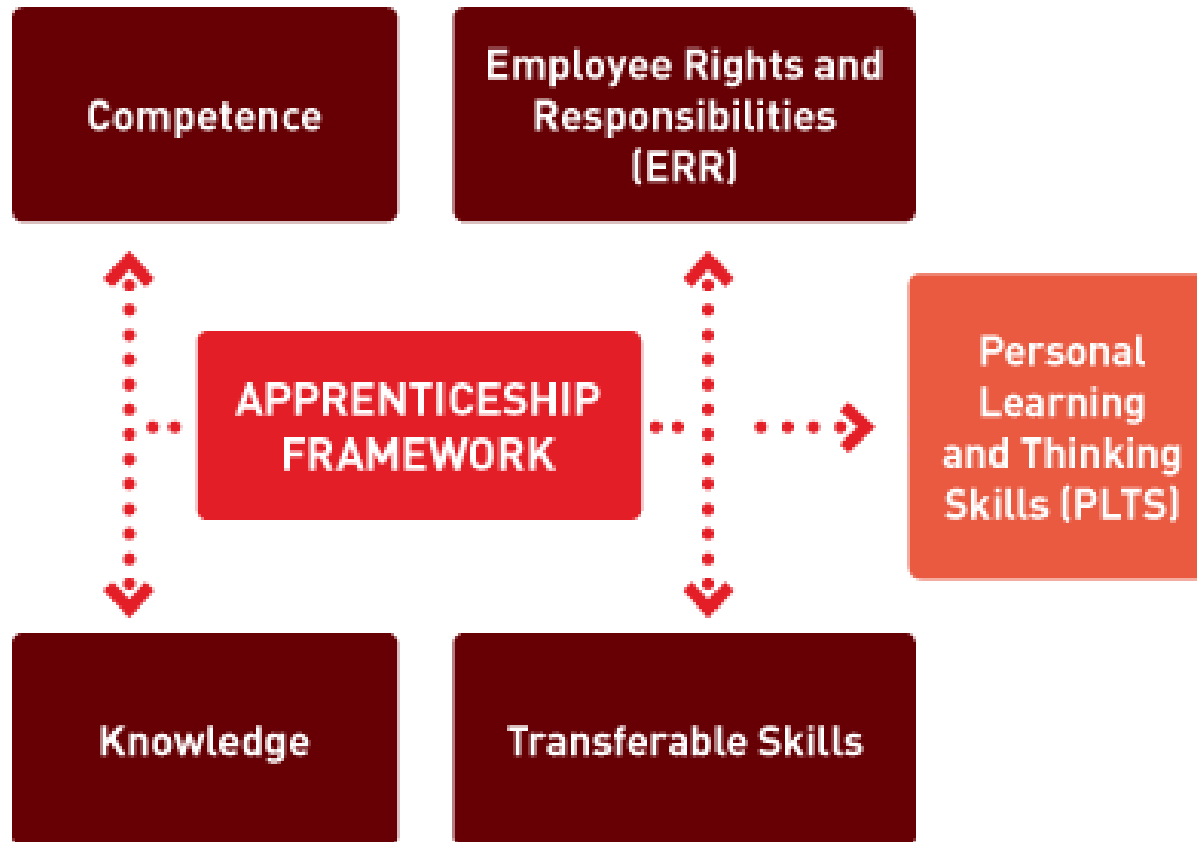 Competence
Employee Rights and
Responsibilities
(ERR)
APPRENTICESHIP
FRAMEWORK
Personal
Learning
and Thinking
Skills (PLTS)
Knowledge
Transferable Skills